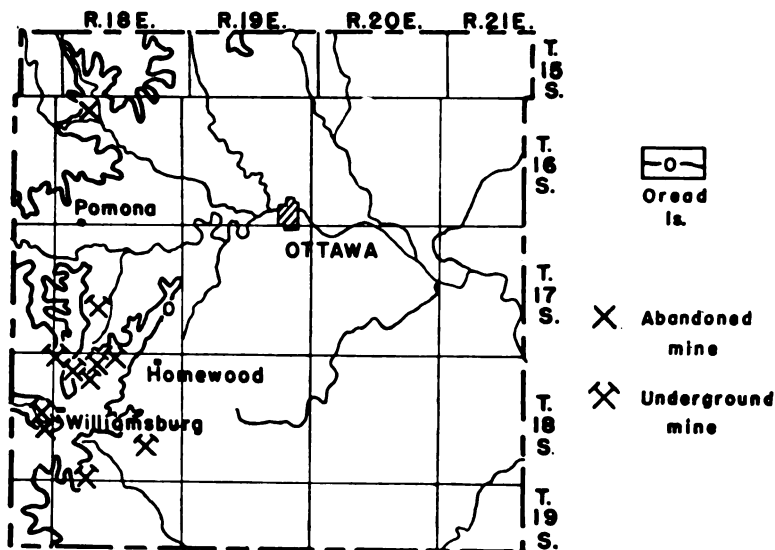 R.18E. R.19E. R.20E. R.21E.
T.
15
S.
T.
16
S.
O
Oread
ls.
Pomona
OTTAWA
T.
17
S.
O
Abandoned
mine
Homewood
Underground
mine
Williamsburg
T.
18
S.
T.
19
S.